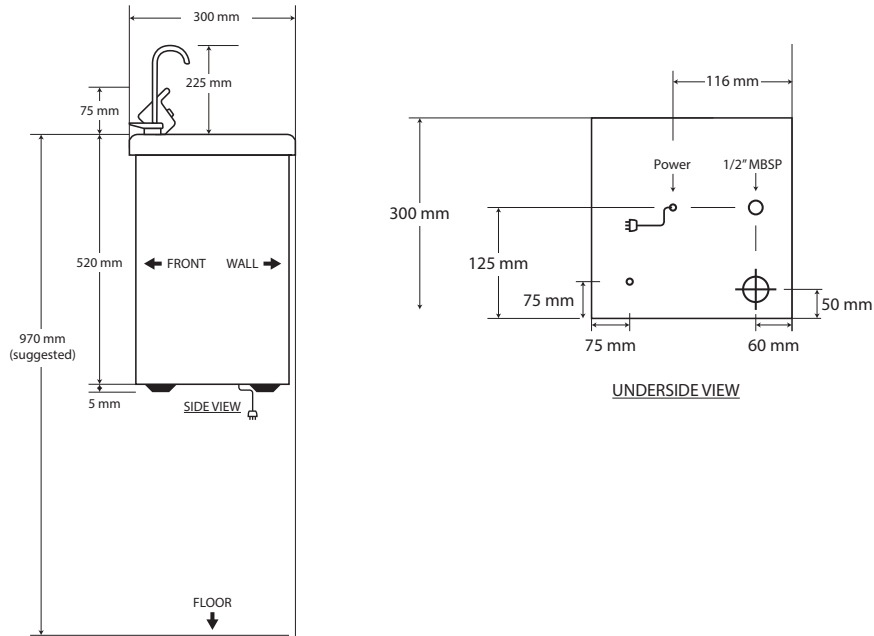 300 mm
225 mm
75 mm
520 mm
FRONT
WALL
970 mm
(suggested)
5 mm
SIDE VIEW
FLOOR
116 mm
Power
1/2” MBSP
300 mm
125 mm
75 mm
50 mm
75 mm
60 mm
UNDERSIDE VIEW